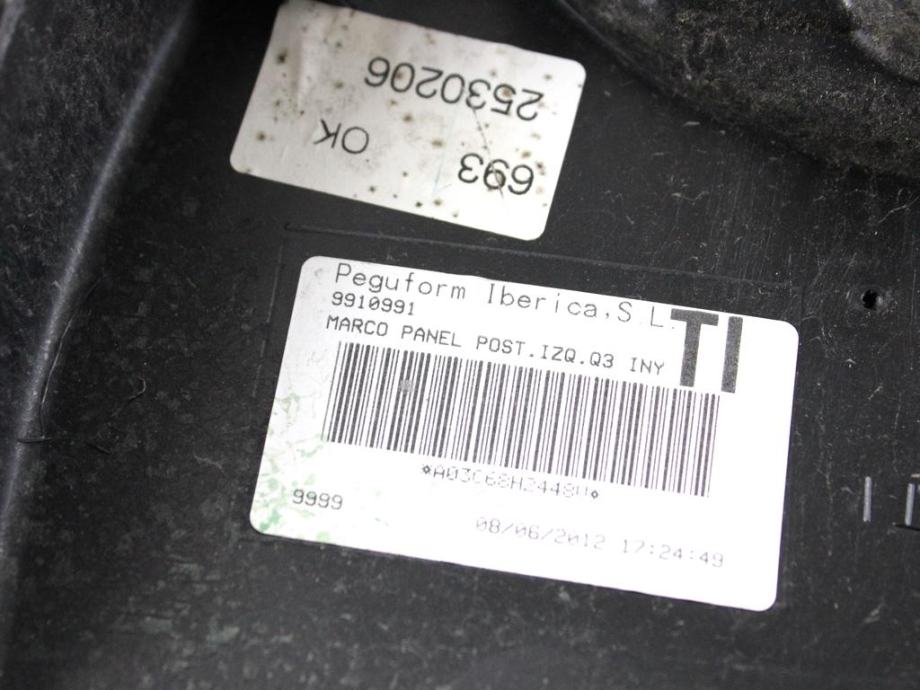 693
OK
2530206
Peguform Iberica,S.L.
TI
9910991
MARCO PANEL POST.IZQ.Q3 INY
*A03C68H2448U*
9999
08/06/2012 17:24:49